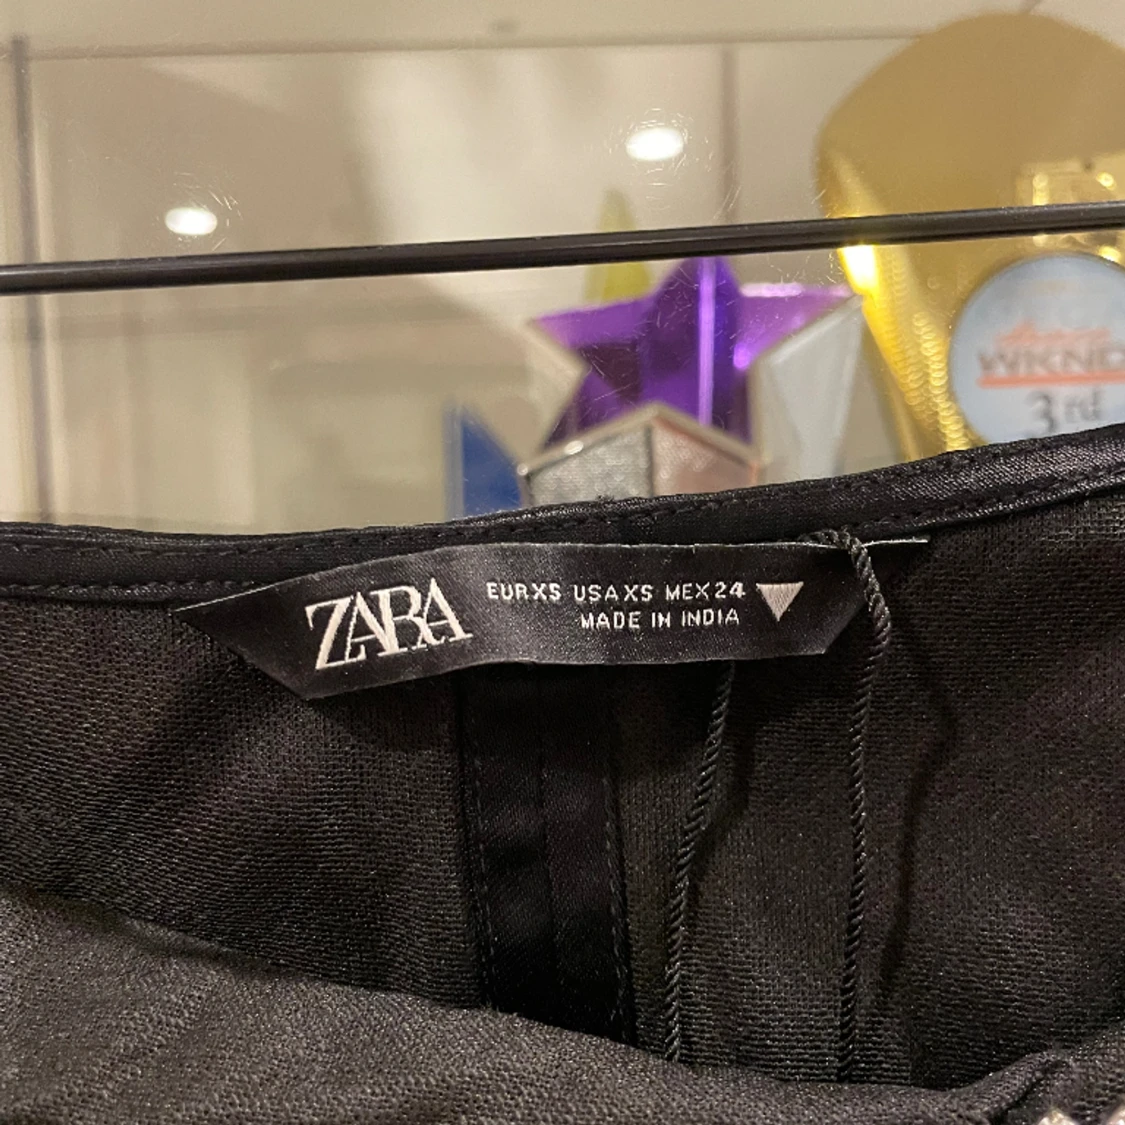 WKND
3rd
ZARA
EUR XS USA XS MEX 24
MADE IN INDIA